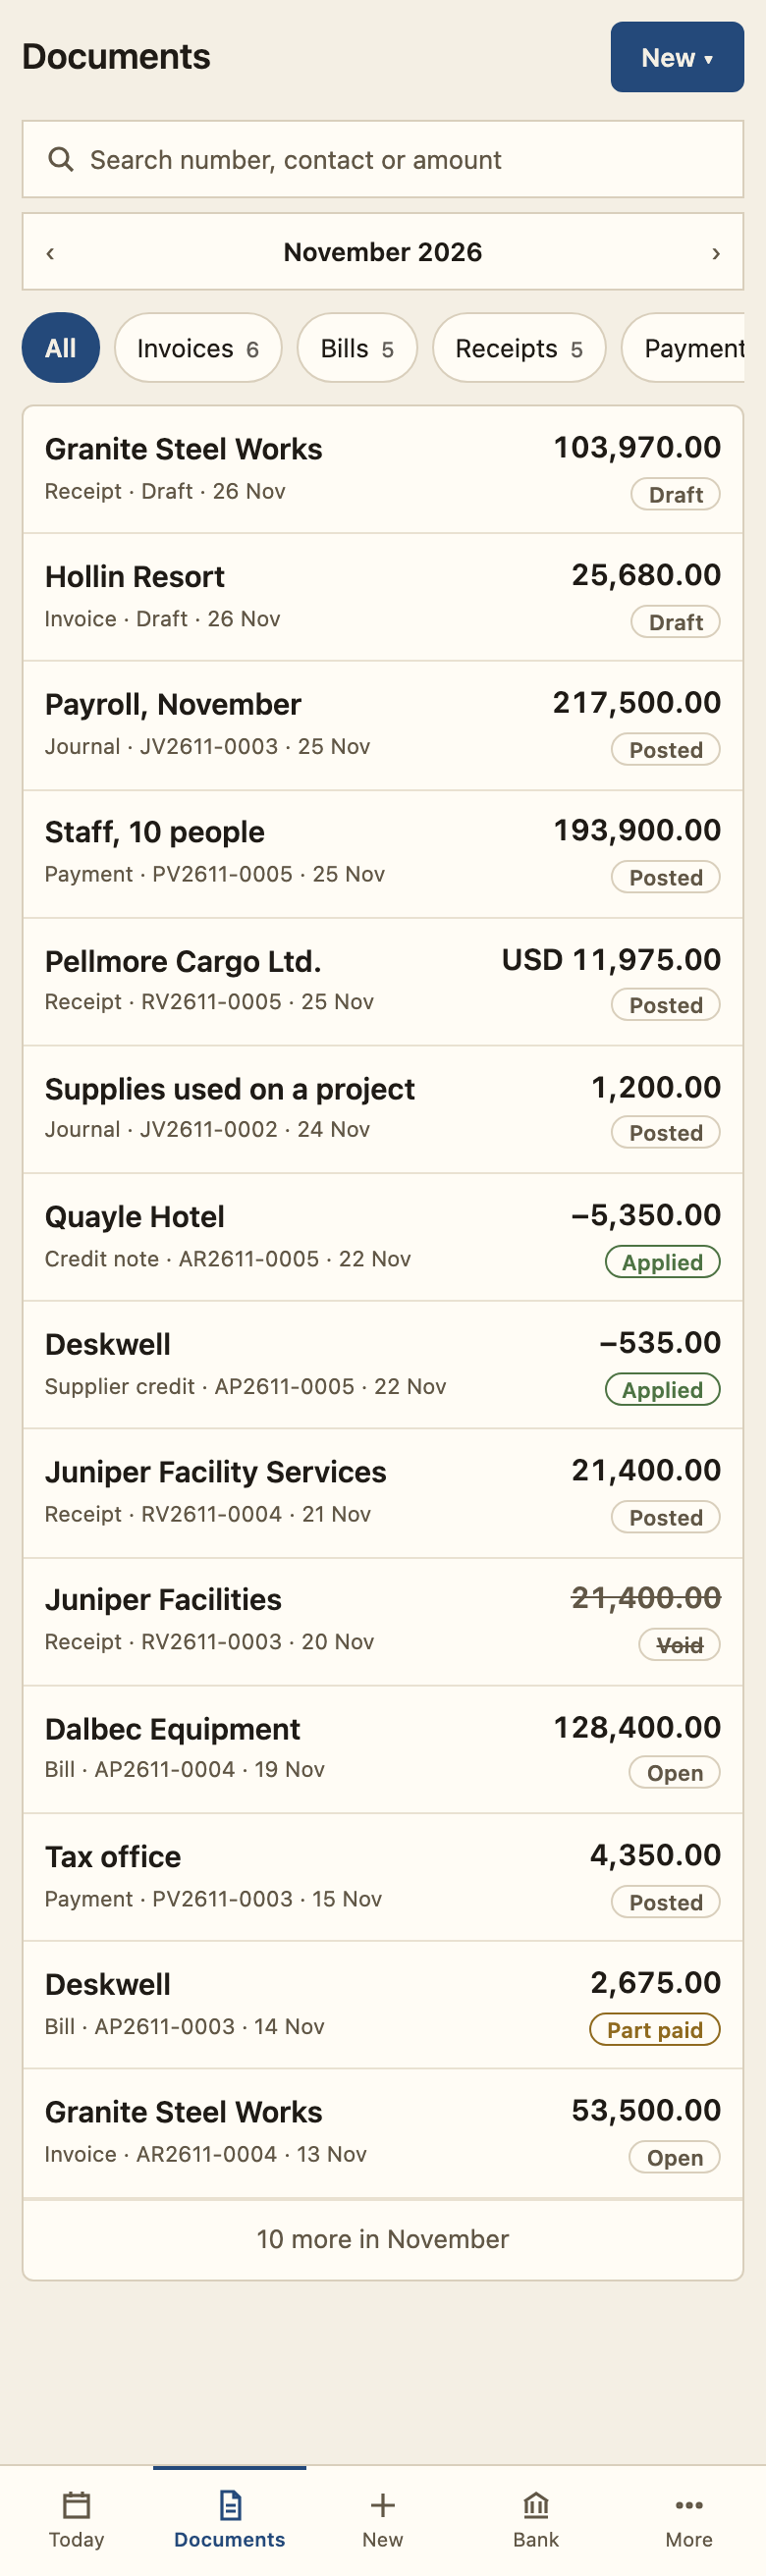 Documents
New ▾
Search number, contact or amount
‹ November 2026 ›
All Invoices 6 Bills 5 Receipts 5 Payment
Granite Steel Works 103,970.00
Receipt · Draft · 26 Nov Draft
Hollin Resort 25,680.00
Invoice · Draft · 26 Nov Draft
Payroll, November 217,500.00
Journal · JV2611-0003 · 25 Nov Posted
Staff, 10 people 193,900.00
Payment · PV2611-0005 · 25 Nov Posted
Pellmore Cargo Ltd. USD 11,975.00
Receipt · RV2611-0005 · 25 Nov Posted
Supplies used on a project 1,200.00
Journal · JV2611-0002 · 24 Nov Posted
Quayle Hotel −5,350.00
Credit note · AR2611-0005 · 22 Nov Applied
Deskwell −535.00
Supplier credit · AP2611-0005 · 22 Nov Applied
Juniper Facility Services 21,400.00
Receipt · RV2611-0004 · 21 Nov Posted
Juniper Facilities 21,400.00
Receipt · RV2611-0003 · 20 Nov Void
Dalbec Equipment 128,400.00
Bill · AP2611-0004 · 19 Nov Open
Tax office 4,350.00
Payment · PV2611-0003 · 15 Nov Posted
Deskwell 2,675.00
Bill · AP2611-0003 · 14 Nov Part paid
Granite Steel Works 53,500.00
Invoice · AR2611-0004 · 13 Nov Open
10 more in November
Today Documents New Bank More